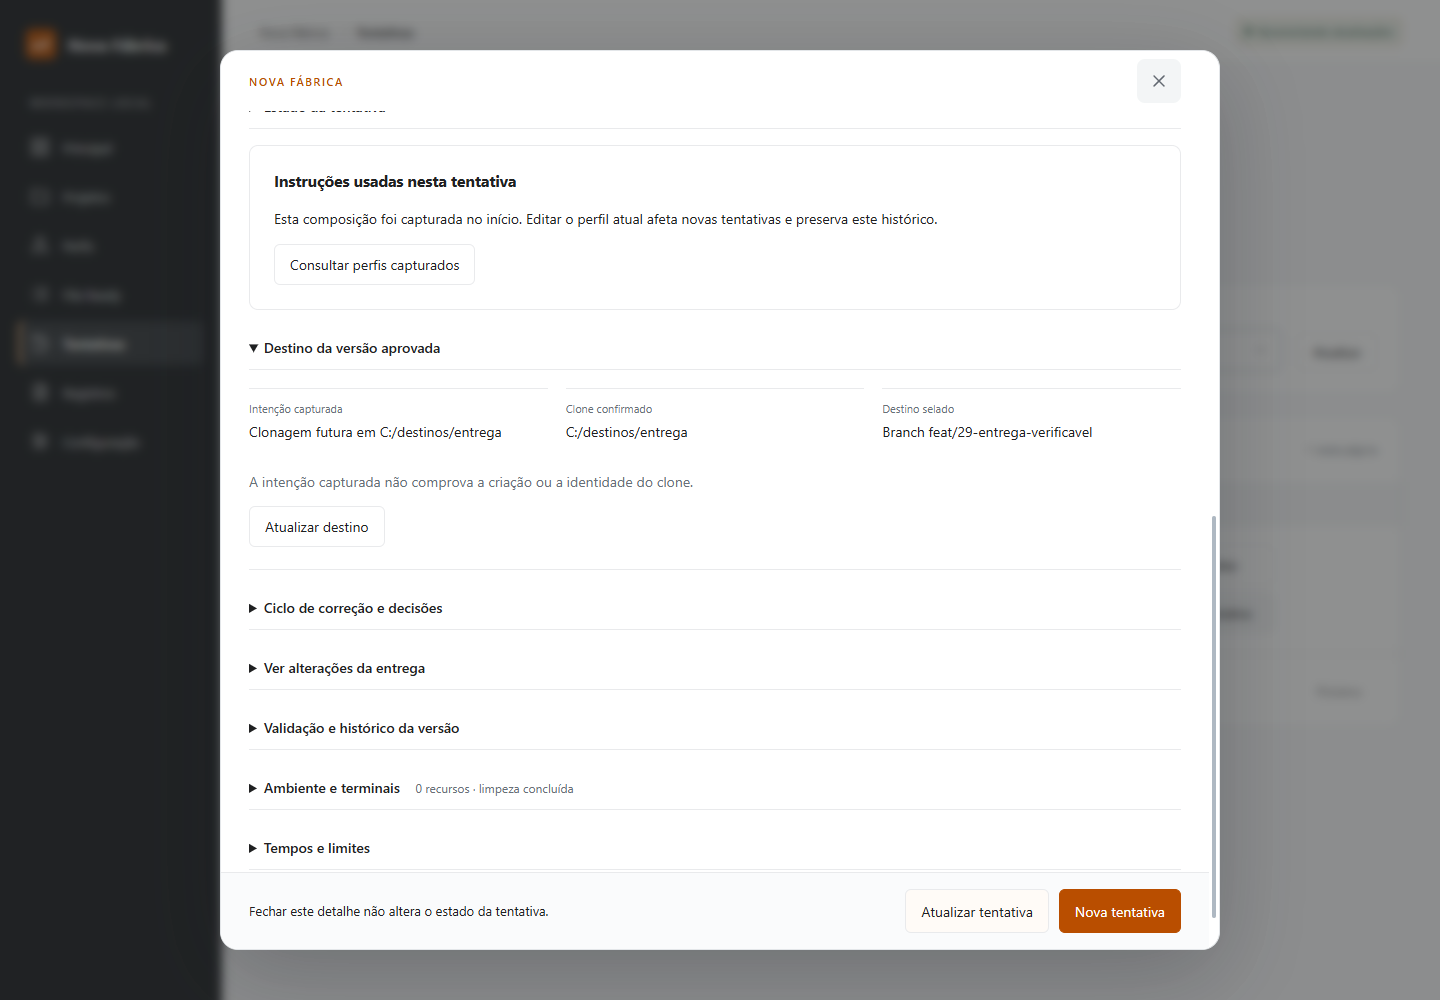 NOVA FÁBRICA
Instruções usadas nesta tentativa
Esta composição foi capturada no início. Editar o perfil atual afeta novas tentativas e preserva este histórico.
Consultar perfis capturados
Destino da versão aprovada
Intenção capturada
Clonagem futura em C:/destinos/entrega
Clone confirmado
C:/destinos/entrega
Destino selado
Branch feat/29-entrega-verificavel
A intenção capturada não comprova a criação ou a identidade do clone.
Atualizar destino
Ciclo de correção e decisões
Ver alterações da entrega
Validação e histórico da versão
Ambiente e terminais 0 recursos · limpeza concluída
Tempos e limites
Fechar este detalhe não altera o estado da tentativa.
Atualizar tentativa
Nova tentativa